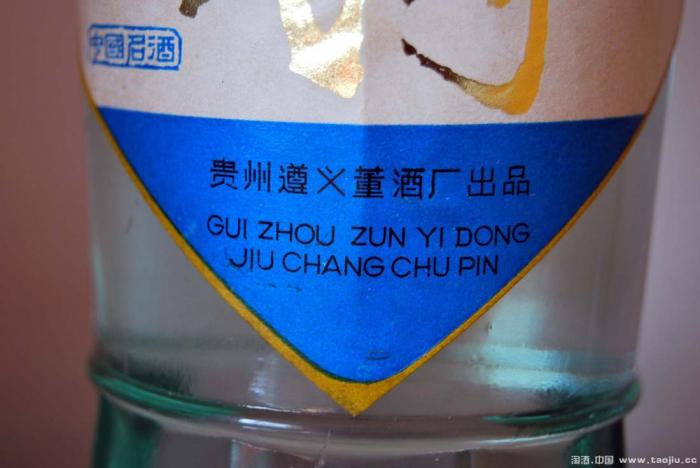 中國名酒
贵州遵义董酒厂出品
GUI ZHOU ZUN YI DONG
JIU CHANG CHU PIN
淘酒.中国 www.taojiu.cc